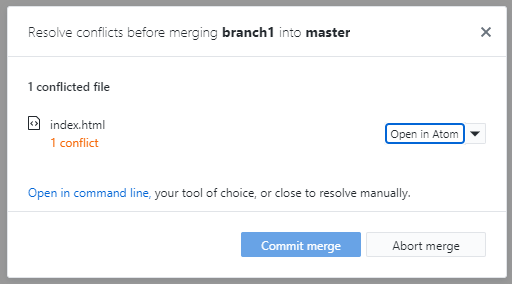 Resolve conflicts before merging branch1 into master
1 conflicted file
index.html
1 conflict
Open in Atom
Open in command line, your tool of choice, or close to resolve manually.
Commit merge
Abort merge